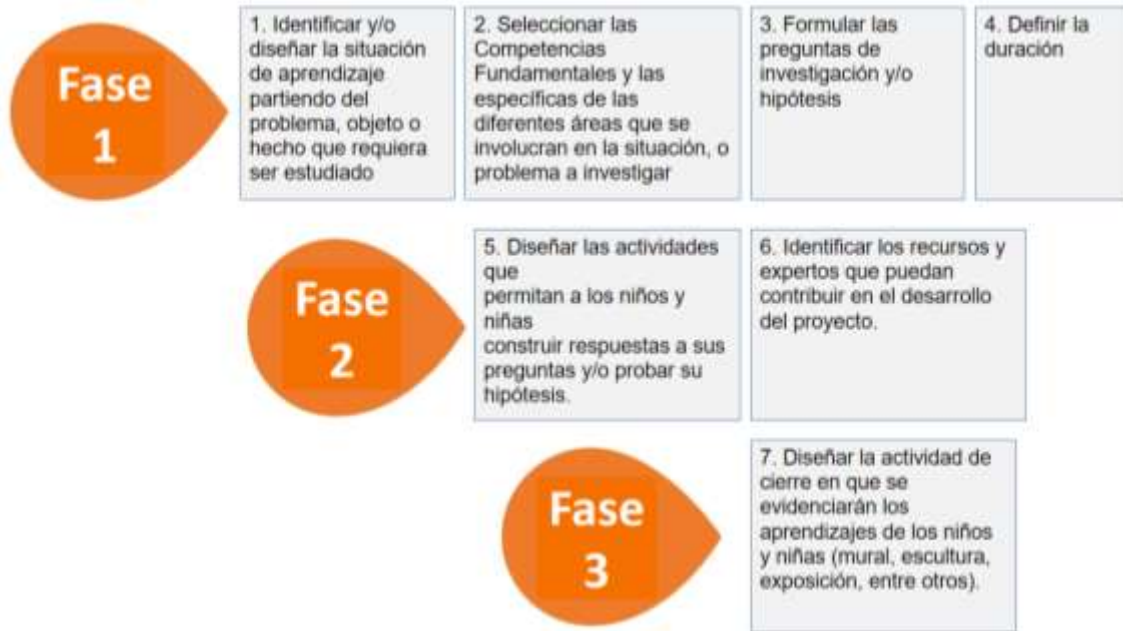 Fase
1
1. Identificar y/o
diseñar la situación
de aprendizaje
partiendo del
problema, objeto o
hecho que requiera
ser estudiado
2. Seleccionar las
Competencias
Fundamentales y las
específicas de las
diferentes áreas que se
involucran en la situación, o
problema a investigar
3. Formular las
preguntas de
investigación y/o
hipótesis
4. Definir la
duración
Fase
2
5. Diseñar las actividades
que
permitan a los niños y
niñas
construir respuestas a sus
preguntas y/o probar su
hipótesis.
6. Identificar los recursos y
expertos que puedan
contribuir en el desarrollo
del proyecto.
Fase
3
7. Diseñar la actividad de
cierre en que se
evidenciarán los
aprendizajes de los niños
y niñas (mural, escultura,
exposición, entre otros).